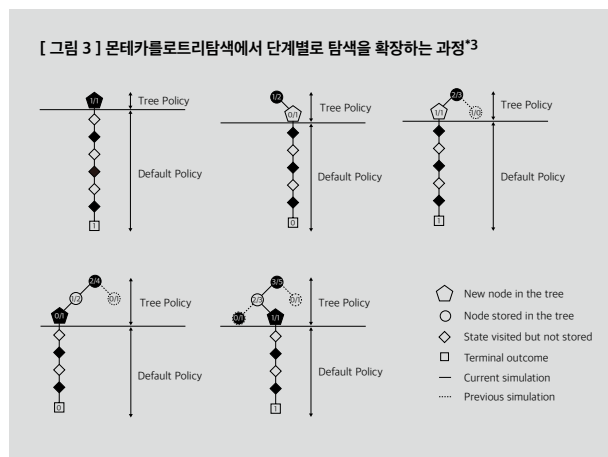 [ 그림 3 ] 몬테카를로트리탐색에서 단계별로 탐색을 확장하는 과정*3
1/1
Tree Policy
Default Policy
1
1/2
0/1
Tree Policy
Default Policy
0
2/3
1/1
1/0
Tree Policy
Default Policy
1
2/4
1/2
0/1
0/1
Tree Policy
Default Policy
0
3/5
2/3
0/1
0/1
1/1
Tree Policy
Default Policy
1
New node in the tree
Node stored in the tree
State visited but not stored
Terminal outcome
Current simulation
Previous simulation